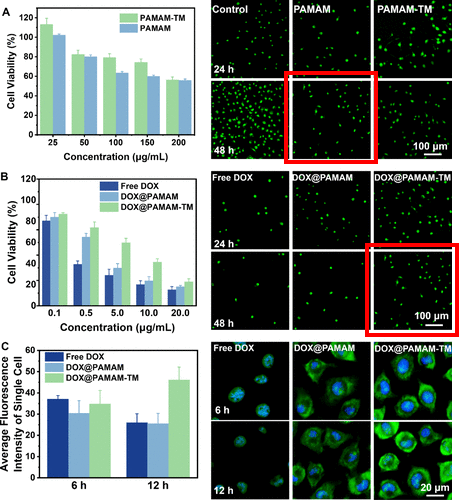 A
PAMAM-TM
PAMAM
Cell Viability (%)
120
100
80
60
40
20
0
25 50 100 150 200
Concentration (μg/mL)
Control PAMAM PAMAM-TM
24 h
48 h
100 μm
B
Free DOX
DOX@PAMAM
DOX@PAMAM-TM
Cell Viability (%)
120
100
80
60
40
20
0
0.1 0.5 5.0 10.0 20.0
Concentration (μg/mL)
Free DOX DOX@PAMAM DOX@PAMAM-TM
24 h
48 h
100 μm
C
Free DOX
DOX@PAMAM
DOX@PAMAM-TM
Average Fluorescence
Intensity of Single Cell
60
50
40
30
20
10
0
6 h 12 h
Free DOX DOX@PAMAM DOX@PAMAM-TM
6 h
12 h
20 μm